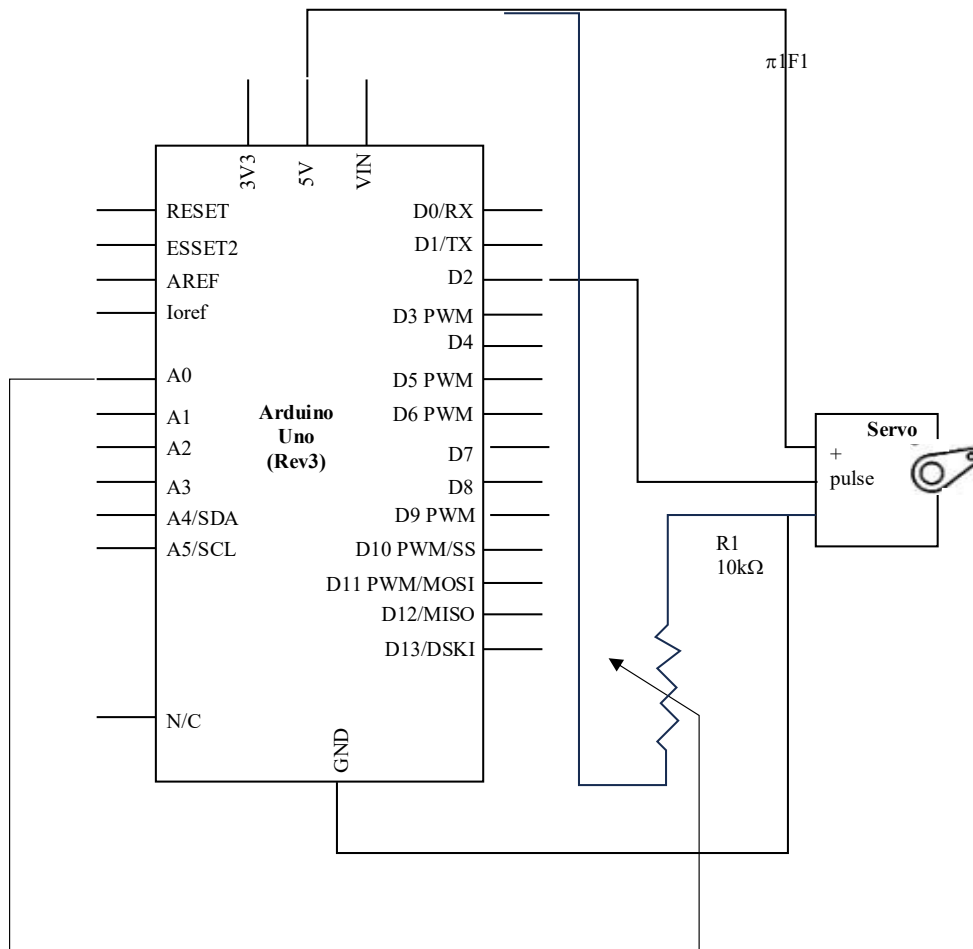 π1F1
3V3
5V
VIN
RESET
ESSET2
AREF
Ioref
A0
A1
A2
A3
A4/SDA
A5/SCL
N/C
Arduino
Uno
(Rev3)
D0/RX
D1/TX
D2
D3 PWM
D4
D5 PWM
D6 PWM
D7
D8
D9 PWM
D10 PWM/SS
D11 PWM/MOSI
D12/MISO
D13/DSKI
GND
Servo
+
pulse
R1
10kΩ